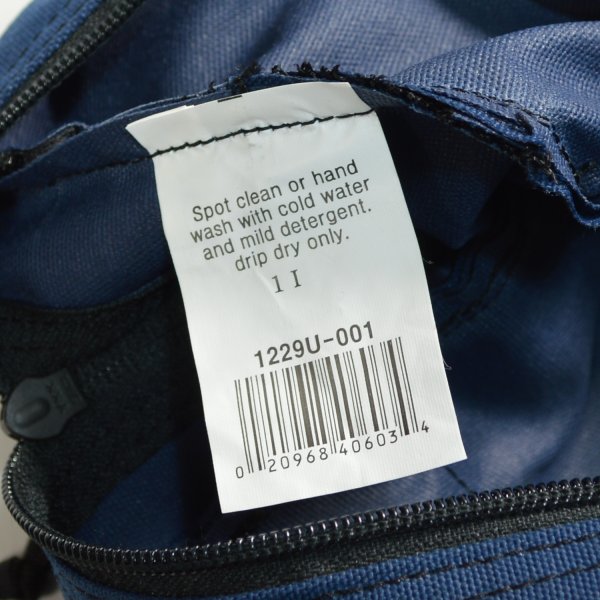 Spot clean or hand
wash with cold water
and mild detergent.
drip dry only.
1 I
1229U-001
0 20968 40603 4
YKK